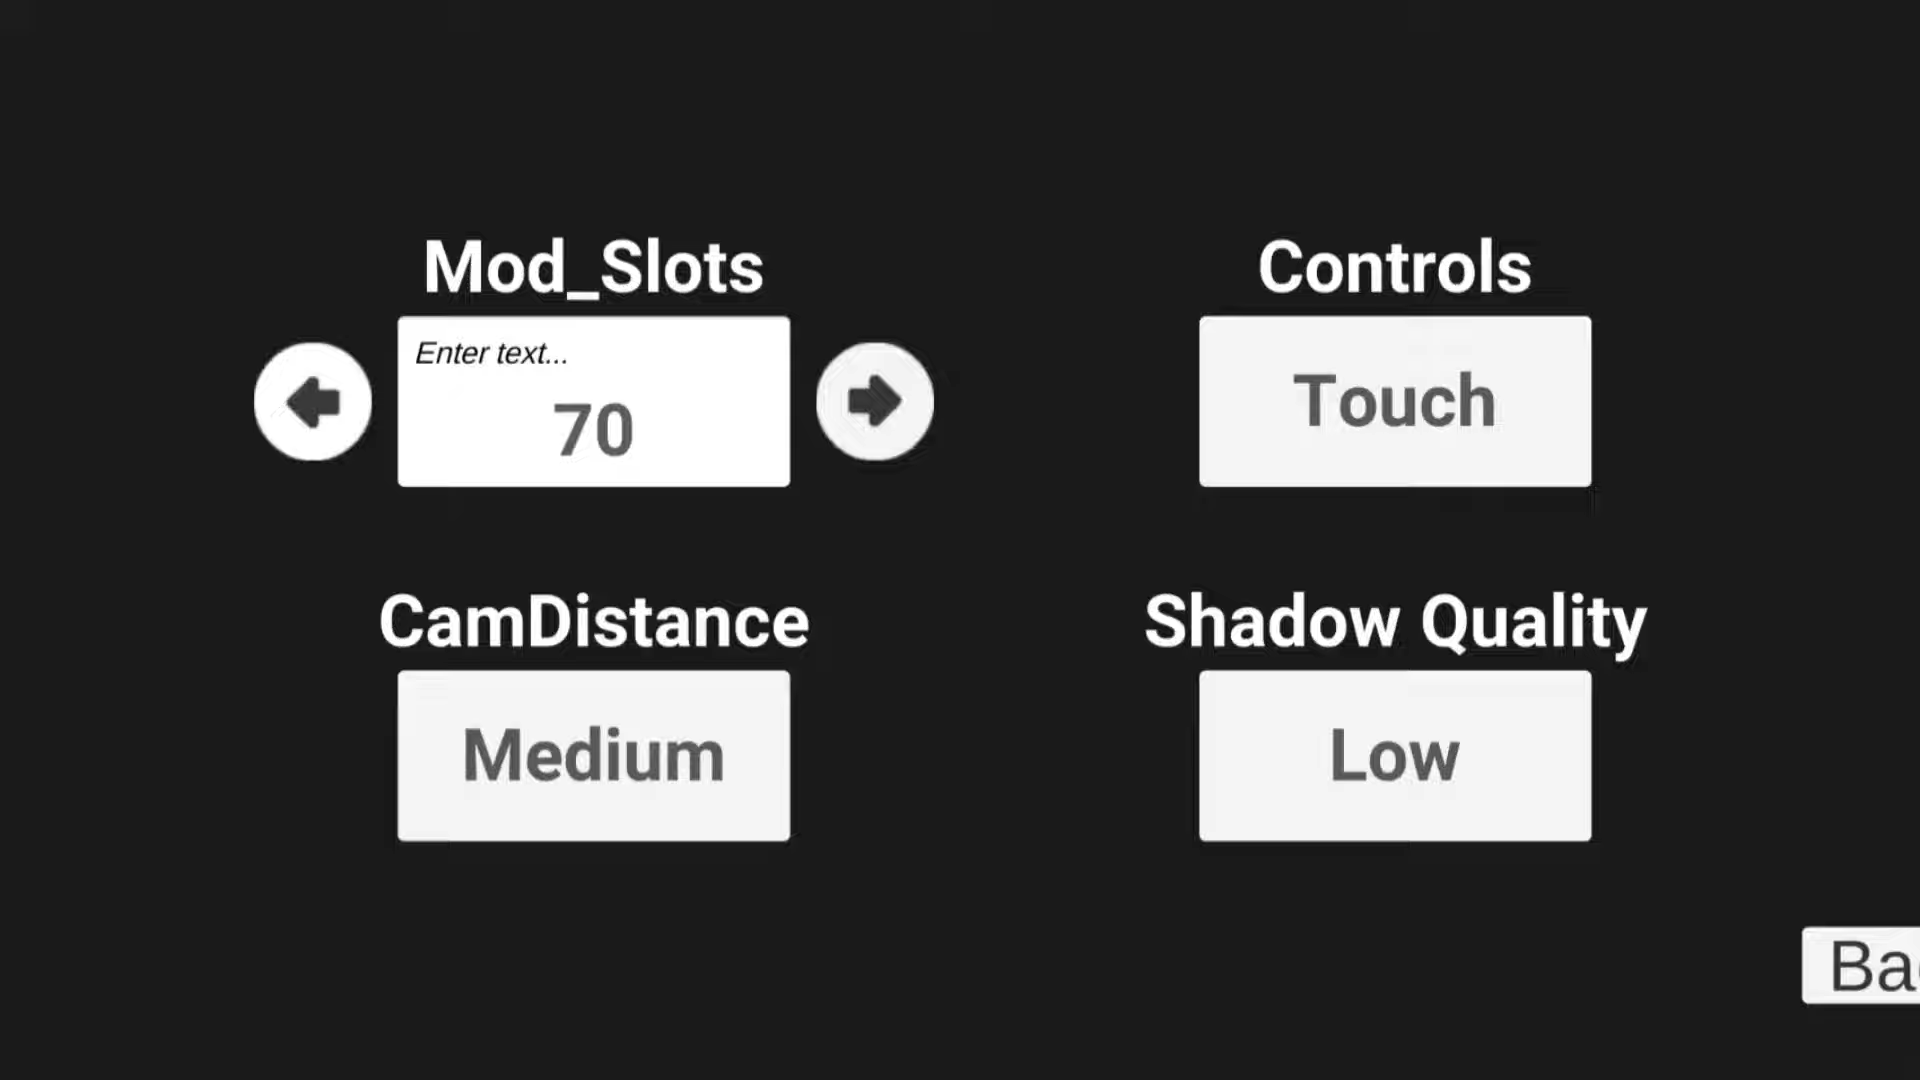 Mod_Slots
Controls
Enter text...
70
Touch
CamDistance
Shadow Quality
Medium
Low